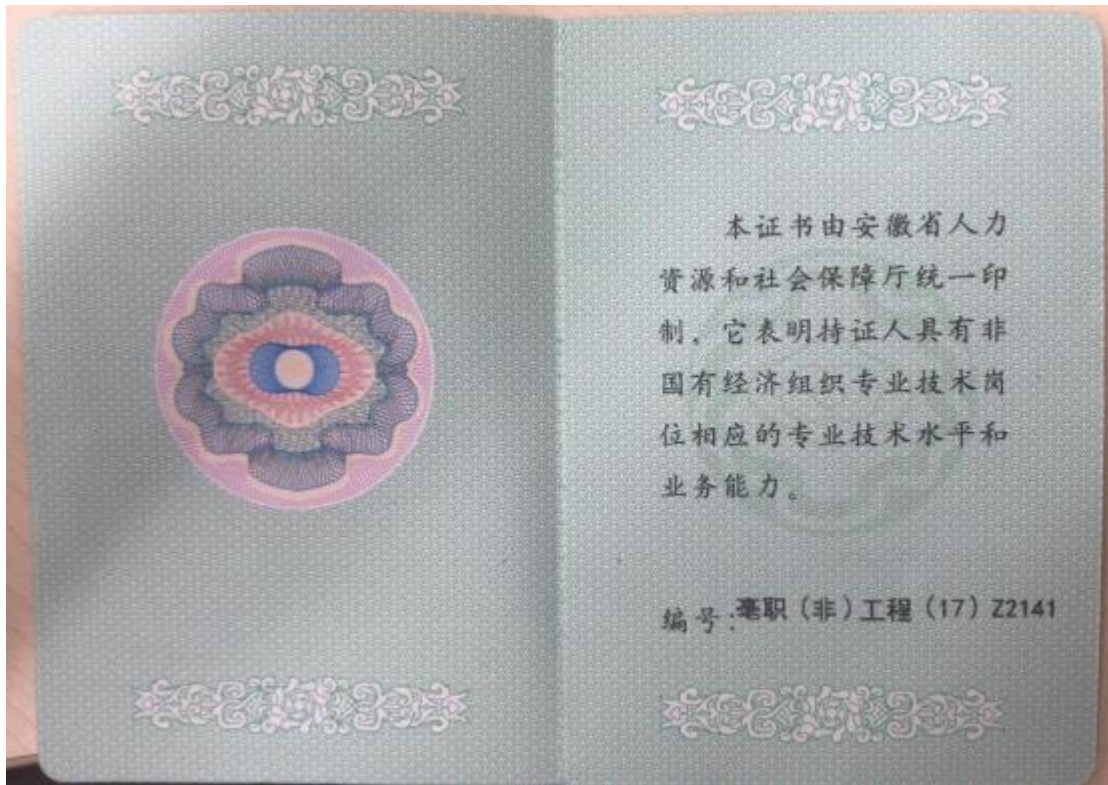 本证书由安徽省人力
资源和社会保障厅统一印
制，它表明持证人具有非
国有经济组织专业技术岗
位相应的专业技术水平和
业务能力。
编号:亳职（非）工程（17）Z2141